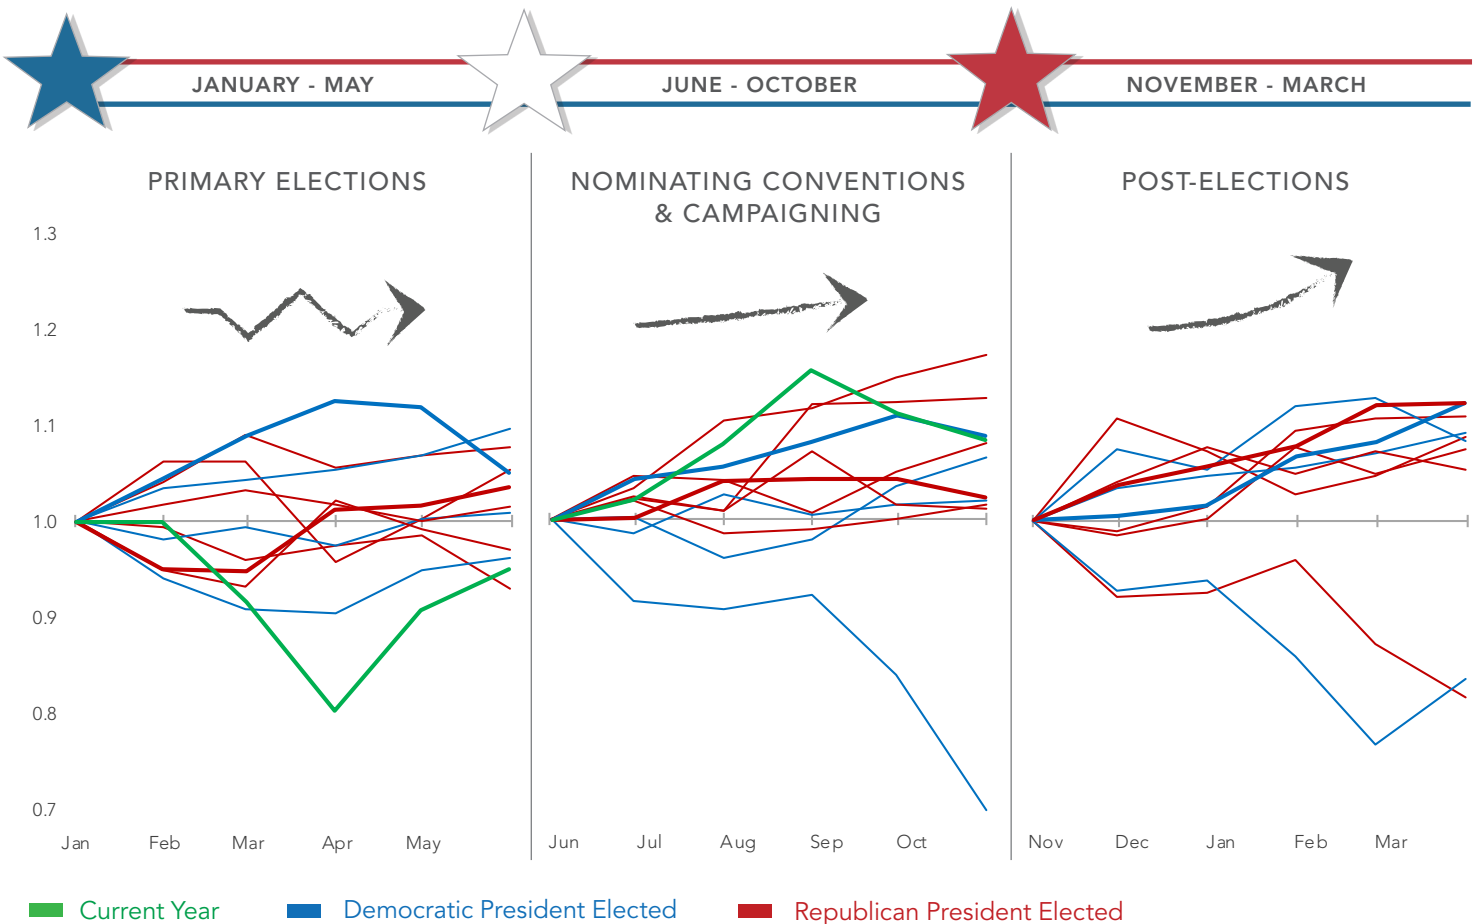 JANUARY - MAY
JUNE - OCTOBER
NOVEMBER - MARCH
PRIMARY ELECTIONS
NOMINATING CONVENTIONS
& CAMPAIGNING
POST-ELECTIONS
1.3
1.2
1.1
1.0
0.9
0.8
0.7
Jan Feb Mar Apr May
Jun Jul Aug Sep Oct
Nov Dec Jan Feb Mar
Current Year
Democratic President Elected
Republican President Elected